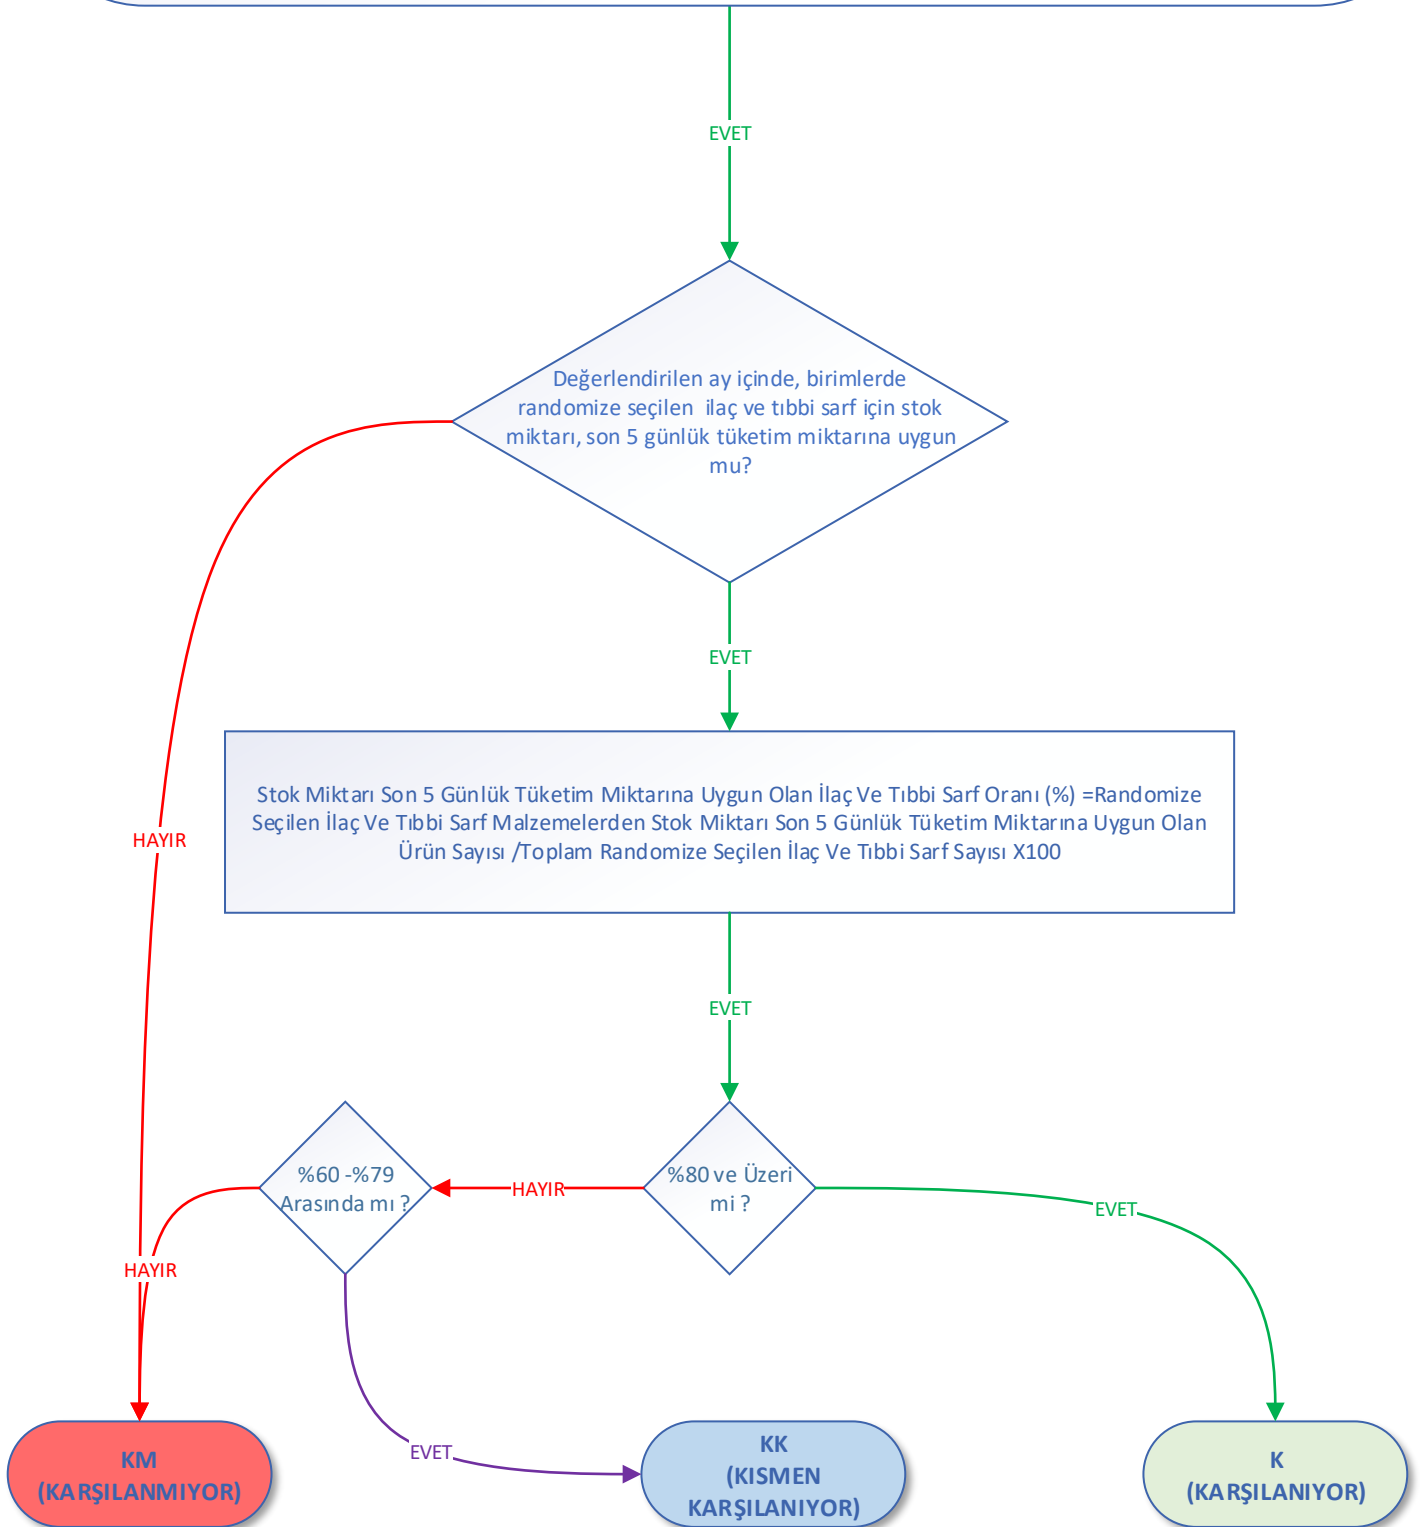 EVET
Değerlendirilen ay içinde, birimlerde
randomize seçilen ilaç ve tıbbi sarf için stok
miktarı, son 5 günlük tüketim miktarına uygun
mu?
EVET
Stok Miktarı Son 5 Günlük Tüketim Miktarına Uygun Olan İlaç Ve Tıbbi Sarf Oranı (%) =Randomize
Seçilen İlaç Ve Tıbbi Sarf Malzemelerden Stok Miktarı Son 5 Günlük Tüketim Miktarına Uygun Olan
Ürün Sayısı /Toplam Randomize Seçilen İlaç Ve Tıbbi Sarf Sayısı X100
HAYIR
EVET
%60 -%79
Arasında mı ?
HAYIR
%80 ve Üzeri
mi ?
EVET
HAYIR
EVET
KM
(KARŞILANMIYOR)
KK
(KISMEN
KARŞILANIYOR)
K
(KARŞILANIYOR)